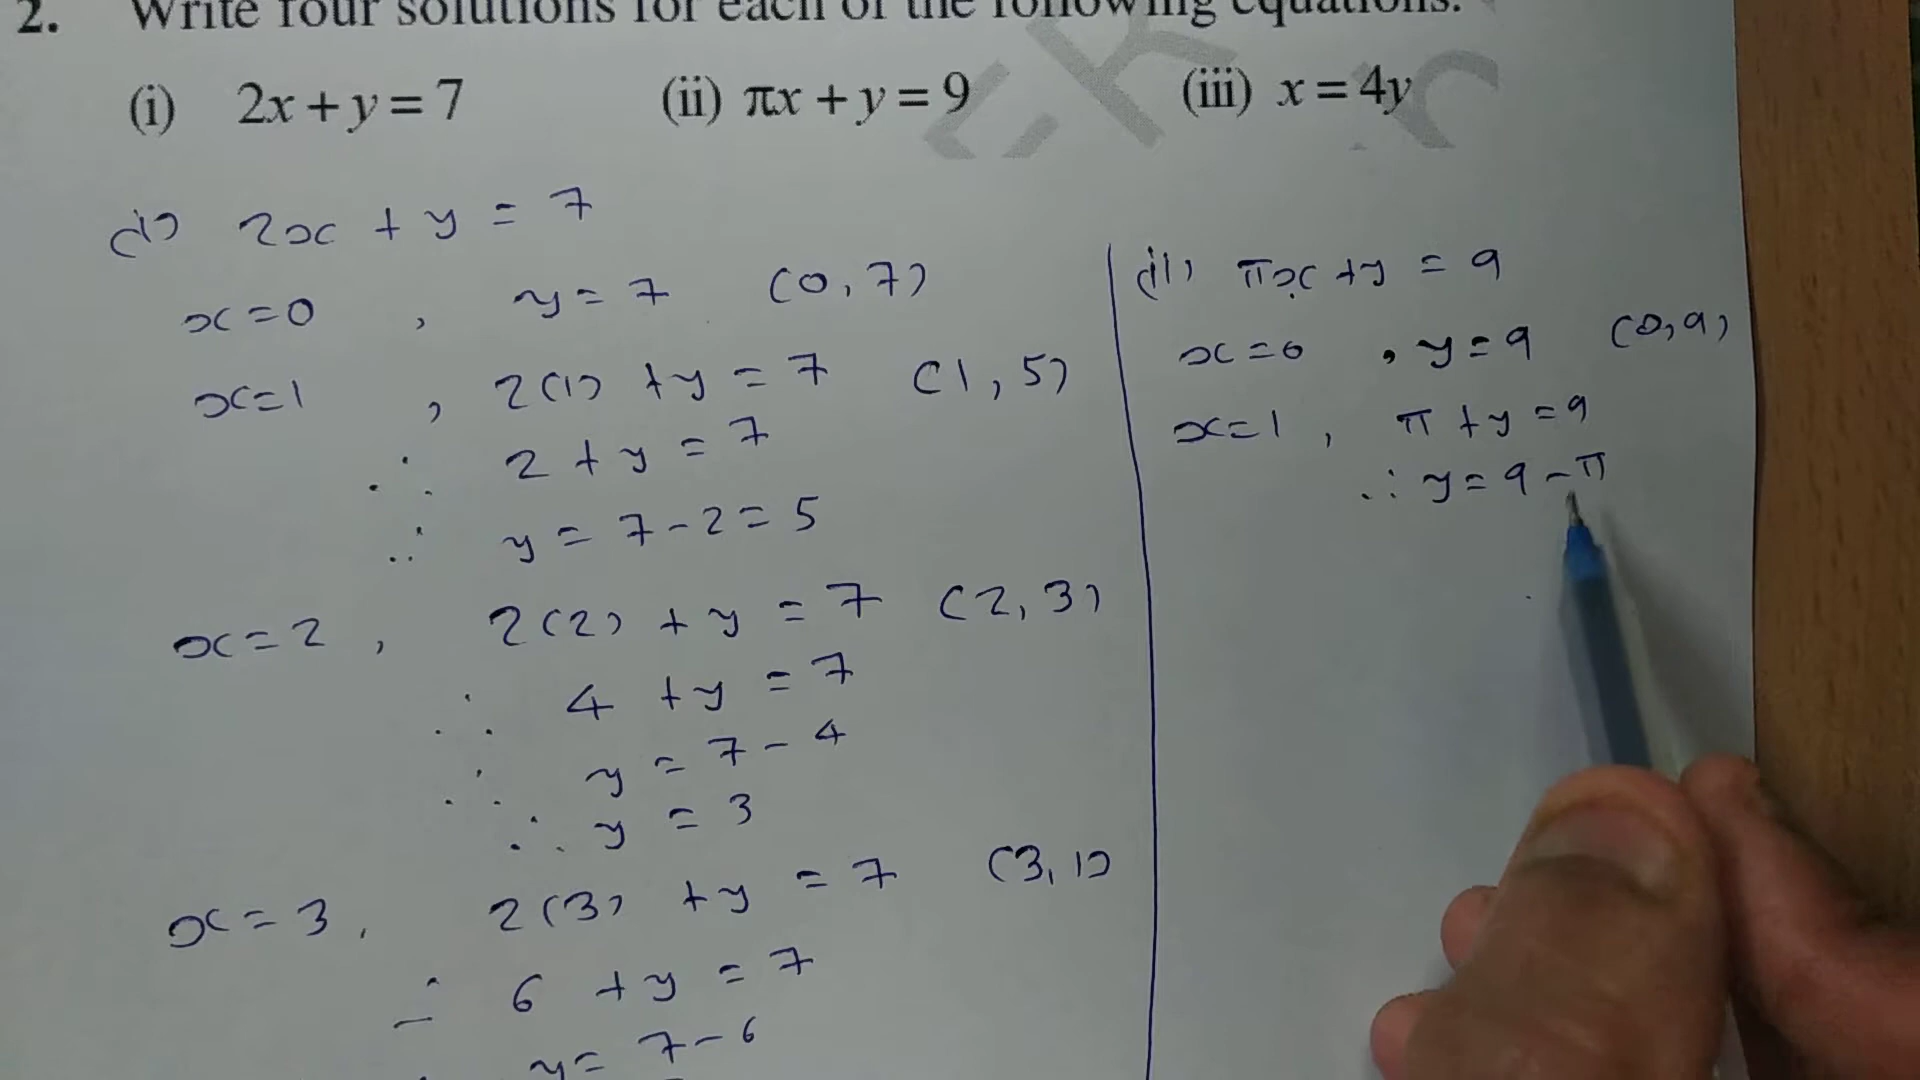 2. Write four solutions for each of the following equations:
(i) 2x + y = 7 (ii) πx + y = 9 (iii) x = 4y
(i) 2x + y = 7
x=0 , y = 7 (0, 7)
x=1 , 2(1) + y = 7 (1, 5)
∴ 2 + y = 7
∴ y = 7 - 2 = 5
x = 2 , 2(2) + y = 7 (2, 3)
∴ 4 + y = 7
∴ y = 7 - 4
∴ y = 3
x = 3 , 2(3) + y = 7 (3, 1)
∴ 6 + y = 7
y = 7 - 6
(ii) πx + y = 9
x = 0 , y = 9 (0, 9)
x = 1 , π + y = 9
∴ y = 9 - π